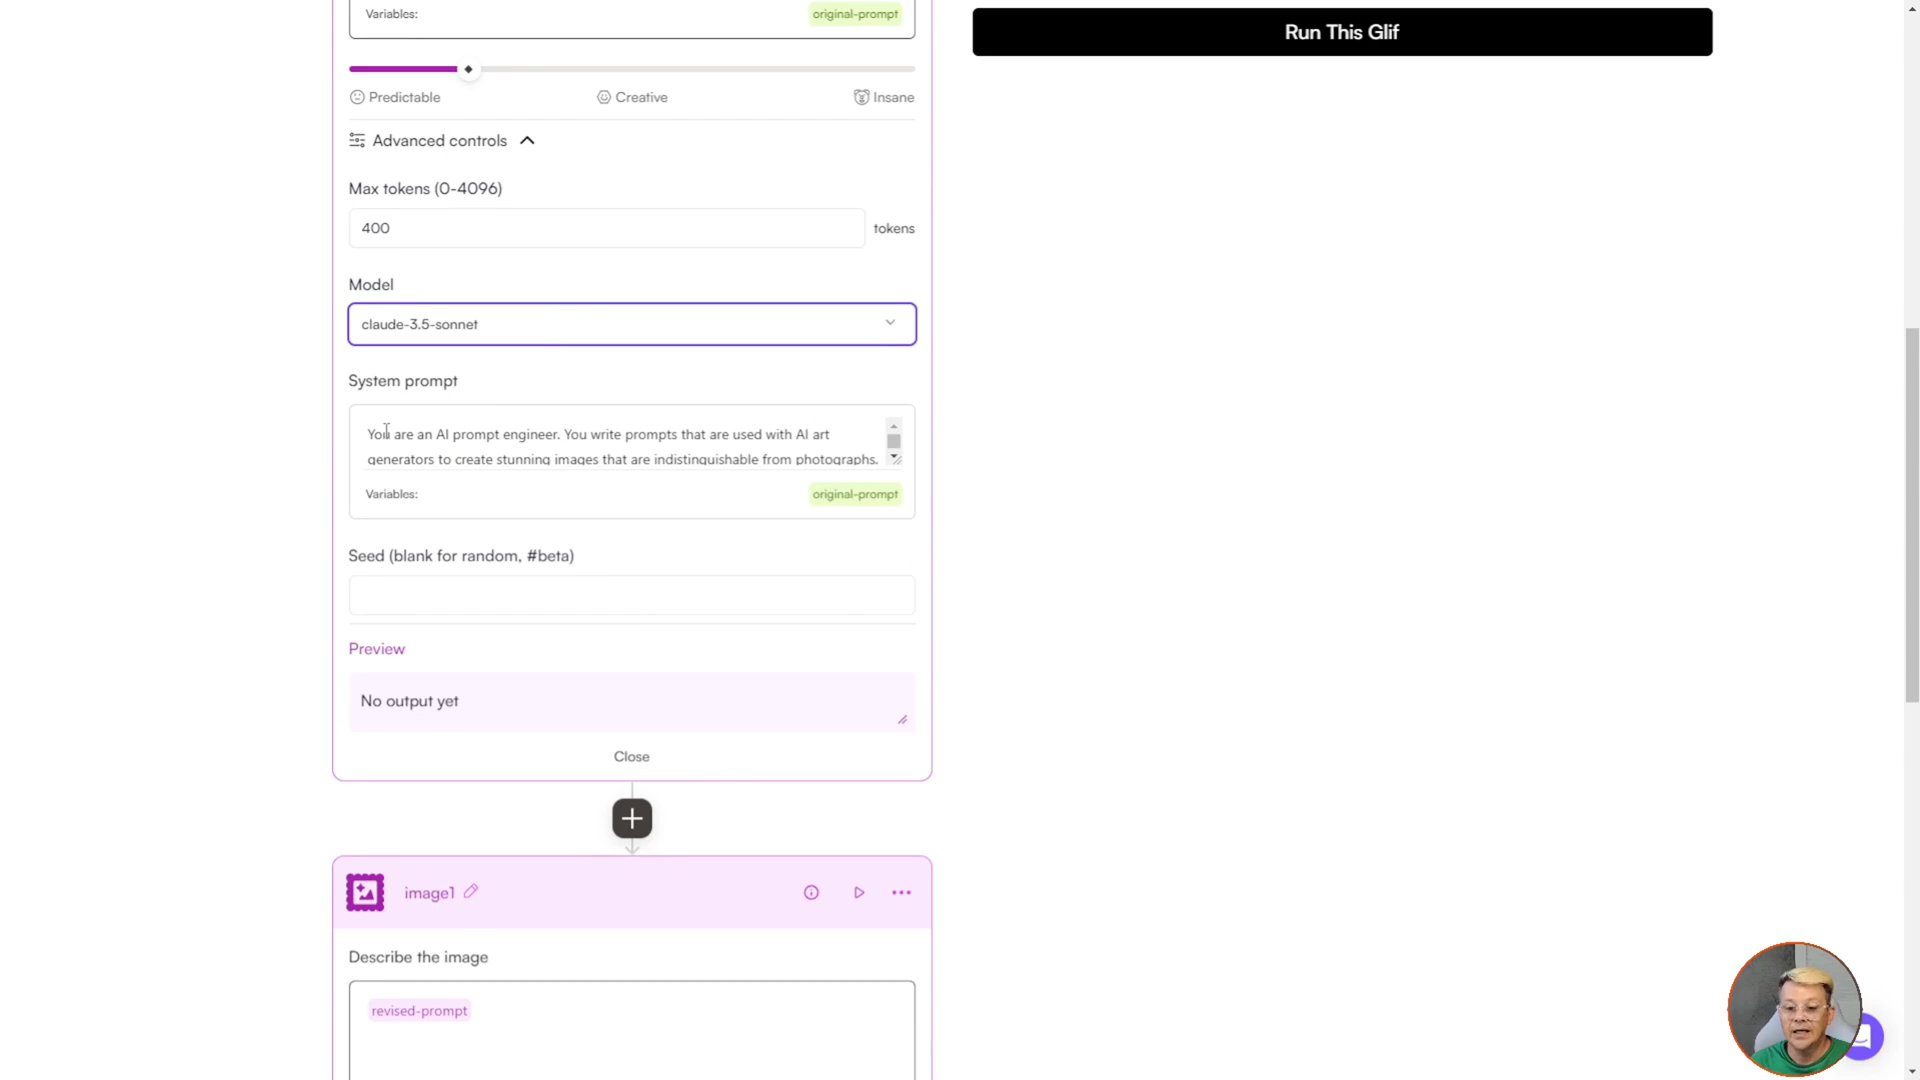 Variables:
original-prompt
Run This Glif
Predictable
Creative
Insane
Advanced controls
Max tokens (0-4096)
400
tokens
Model
claude-3.5-sonnet
System prompt
You are an AI prompt engineer. You write prompts that are used with AI art
generators to create stunning images that are indistinguishable from photographs.
Variables:
original-prompt
Seed (blank for random, #beta)
Preview
No output yet
Close
image1
Describe the image
revised-prompt